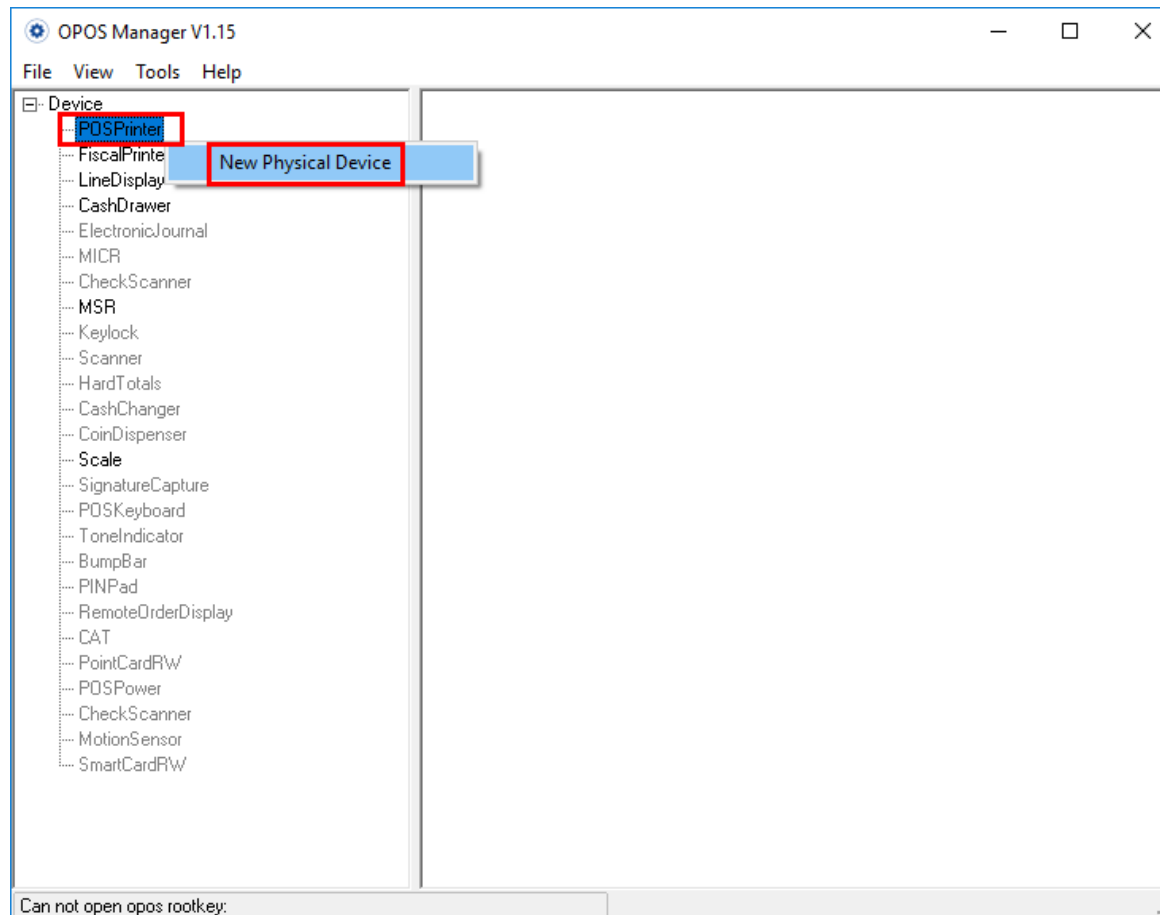 OPOS Manager V1.15
File View Tools Help
Device
POSPrinter
FiscalPrinte
New Physical Device
LineDisplay
CashDrawer
ElectronicJournal
MICR
CheckScanner
MSR
Keylock
Scanner
HardTotals
CashChanger
CoinDispenser
Scale
SignatureCapture
POSKeyboard
ToneIndicator
BumpBar
PINPad
RemoteOrderDisplay
CAT
PointCardRW
POSPower
CheckScanner
MotionSensor
SmartCardRW
Can not open opos rootkey: